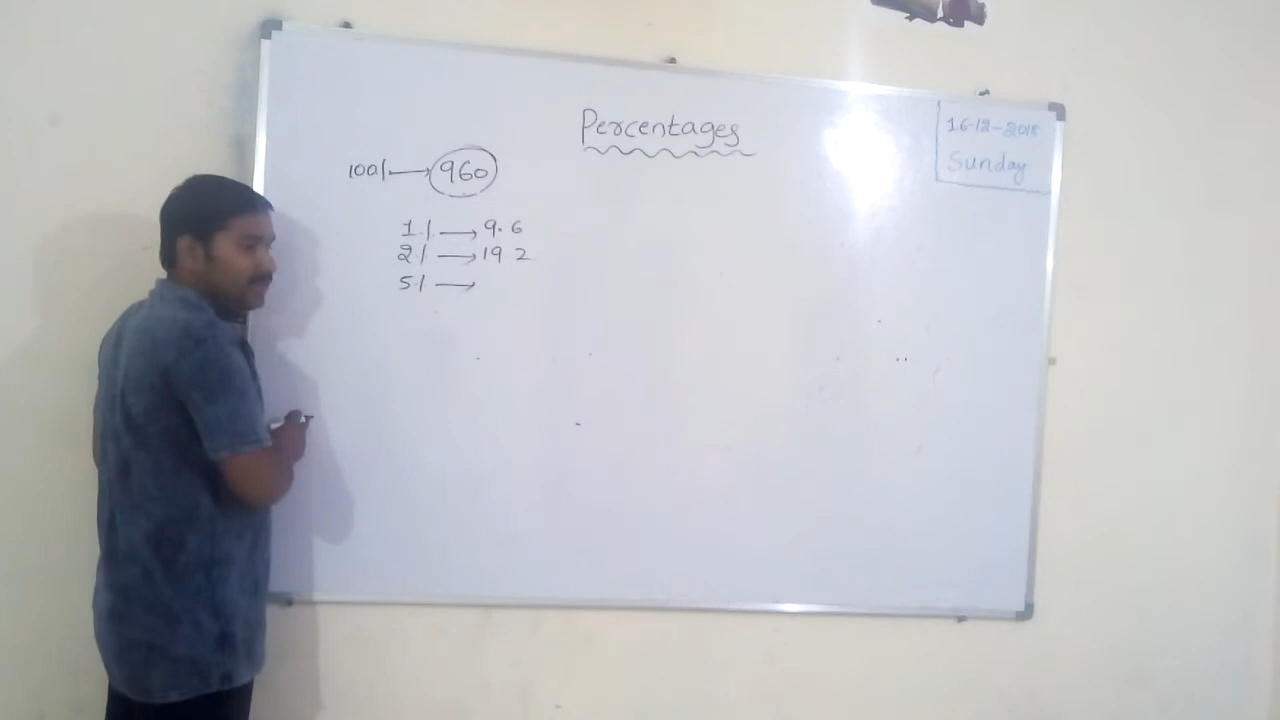 Percentages
16-12-2018
Sunday
100% → 960
1% → 9.6
2% → 19.2
5% →